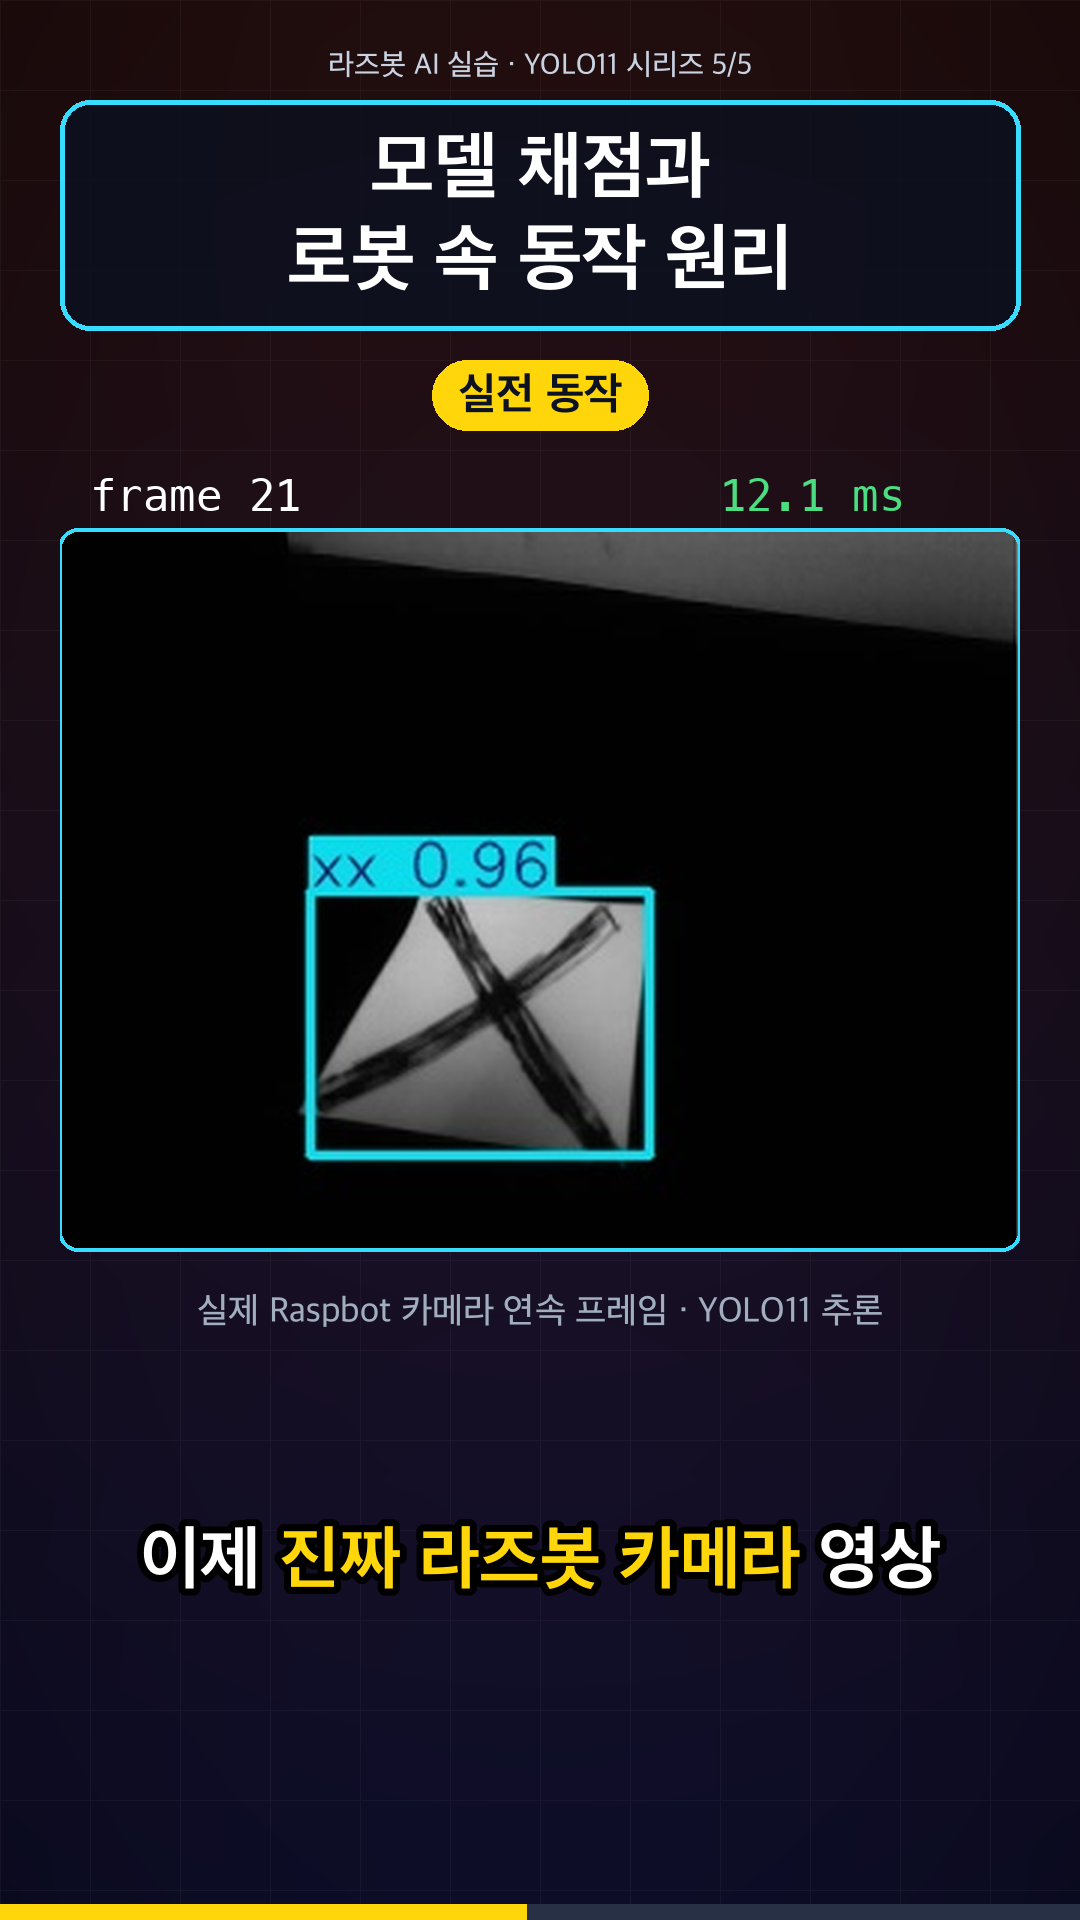 라즈봇 AI 실습 · YOLO11 시리즈 5/5
모델 채점과
로봇 속 동작 원리
실전 동작
frame 21
12.1 ms
xx 0.96
실제 Raspbot 카메라 연속 프레임 · YOLO11 추론
이제 진짜 라즈봇 카메라 영상